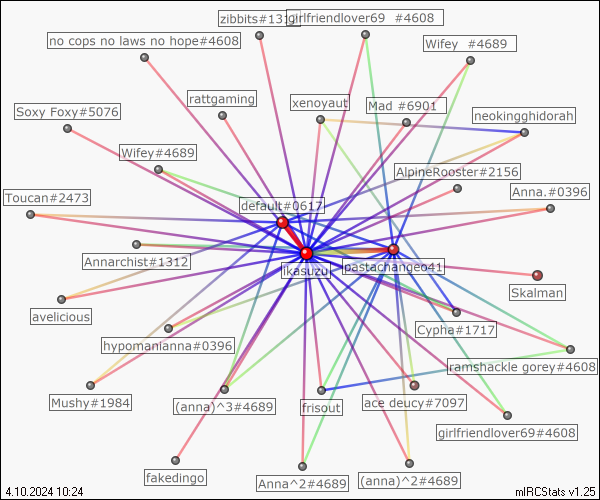 zibbits#1312
girlfriendlover69 #4608
no cops no laws no hope#4608
Wifey #4689
rattgaming
xenoyaut
Mad #6901
Soxy Foxy#5076
neokingghidorah
Wifey#4689
AlpineRooster#2156
Toucan#2473
default#0617
Anna.#0396
Annarchist#1312
ikasuzu
pastachangeo41
Skalman
avelicious
Cypha#1717
hypomanianna#0396
ramshackle gorey#4608
Mushy#1984
(anna)^3#4689
frisout
ace deucy#7097
girlfriendlover69#4608
fakedingo
Anna^2#4689
(anna)^2#4689
4.10.2024 10:24
mIRCStats v1.25